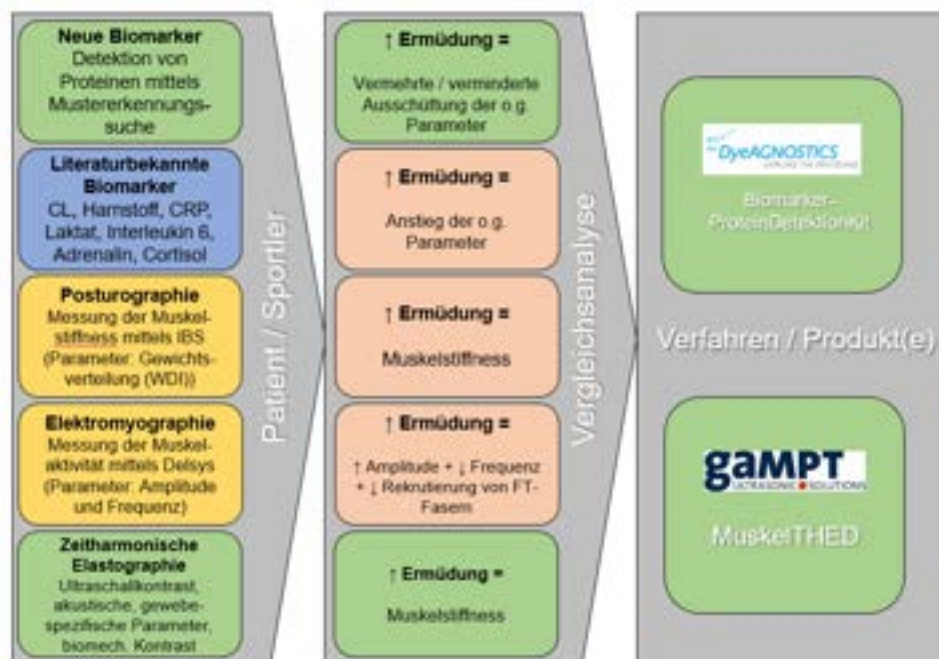 Neue Biomarker
Detektion von
Proteinen mittels
Mustererkennungs-
suche
Literaturbekannte
Biomarker
CL, Harnstoff, CRP,
Laktat, Interleukin 6,
Adrenalin, Cortisol
Posturographie
Messung der Muskel-
stiffness mittels IBS
(Parameter: Gewichts-
verteilung (WDI))
Elektromyographie
Messung der Muskel-
aktivität mittels Delsys
(Parameter: Amplitude
und Frequenz)
Zeitharmonische
Elastographie
Ultraschallkontrast,
akustische, gewebe-
spezifische Parameter,
biomech. Kontrast
Patient / Sportler
↑ Ermüdung =
Vermehrte / verminderte
Ausschüttung der o.g.
Parameter
↑ Ermüdung =
Anstieg der o.g.
Parameter
↑ Ermüdung =
Muskelstiffness
↑ Ermüdung =
↑ Amplitude + ↓ Frequenz
+ ↓ Rekrutierung von FT-
Fasern
↑ Ermüdung =
Muskelstiffness
Vergleichsanalyse
DyeAGNOSTICS
Biomarker-
ProteinDetektionKit
Verfahren / Produkt(e)
gaMPT
ULTRASONIC SOLUTIONS
MuskelTHED